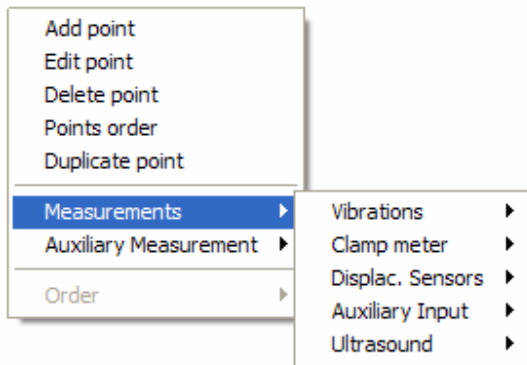 Add point
Edit point
Delete point
Points order
Duplicate point
Measurements
Auxiliary Measurement
Order
Vibrations
Clamp meter
Displac. Sensors
Auxiliary Input
Ultrasound